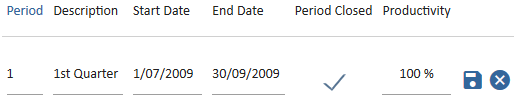 Period Description Start Date End Date Period Closed Productivity
1 1st Quarter 1/07/2009 30/09/2009 100 %